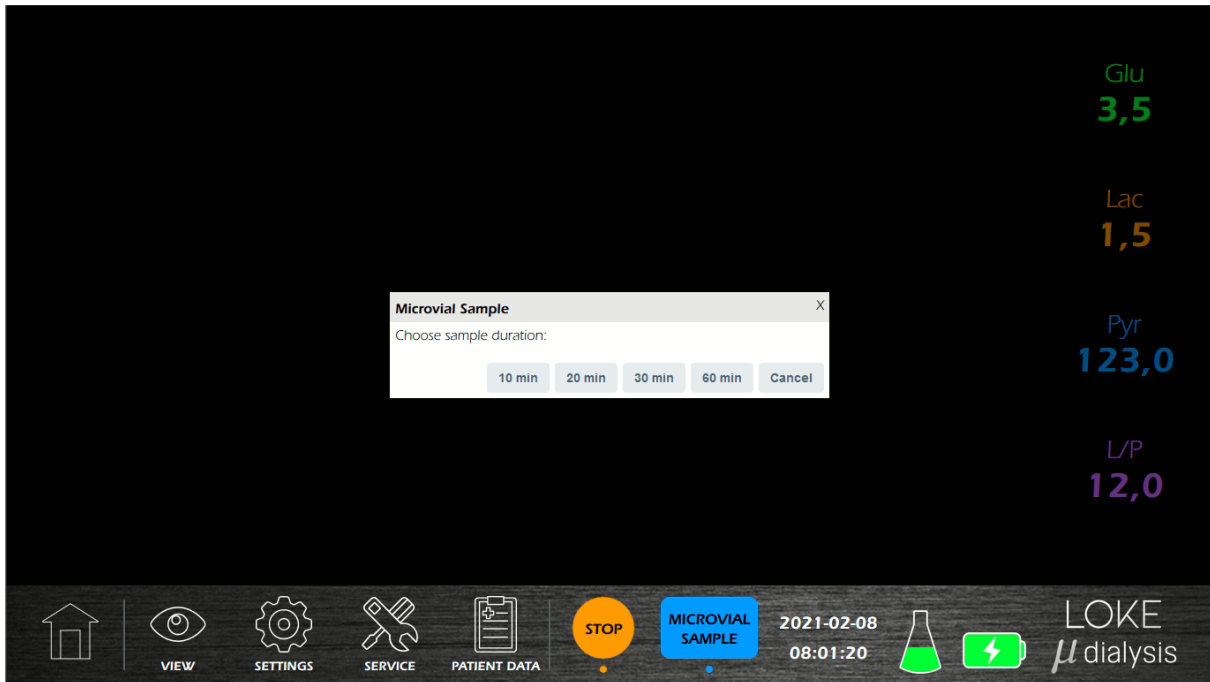 Glu
3,5
Lac
1,5
Pyr
123,0
L/P
12,0
Microvial Sample X
Choose sample duration:
10 min 20 min 30 min 60 min Cancel
VIEW
SETTINGS
SERVICE
PATIENT DATA
STOP
MICROVIAL
SAMPLE
2021-02-08
08:01:20
LOKE
µ dialysis